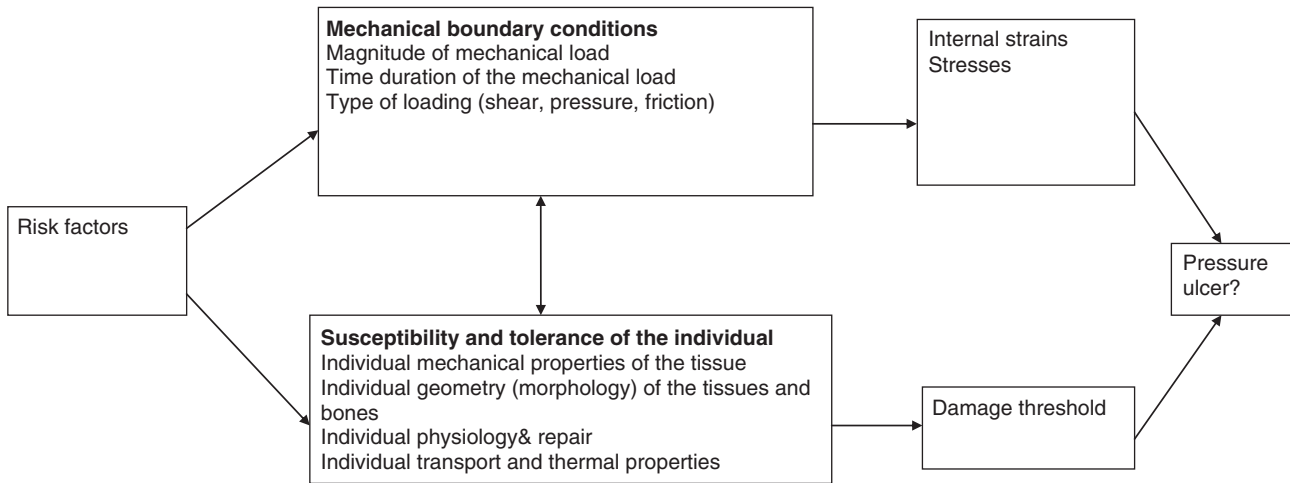 Risk factors
Mechanical boundary conditions
Magnitude of mechanical load
Time duration of the mechanical load
Type of loading (shear, pressure, friction)
Susceptibility and tolerance of the individual
Individual mechanical properties of the tissue
Individual geometry (morphology) of the tissues and
bones
Individual physiology& repair
Individual transport and thermal properties
Internal strains
Stresses
Damage threshold
Pressure
ulcer?